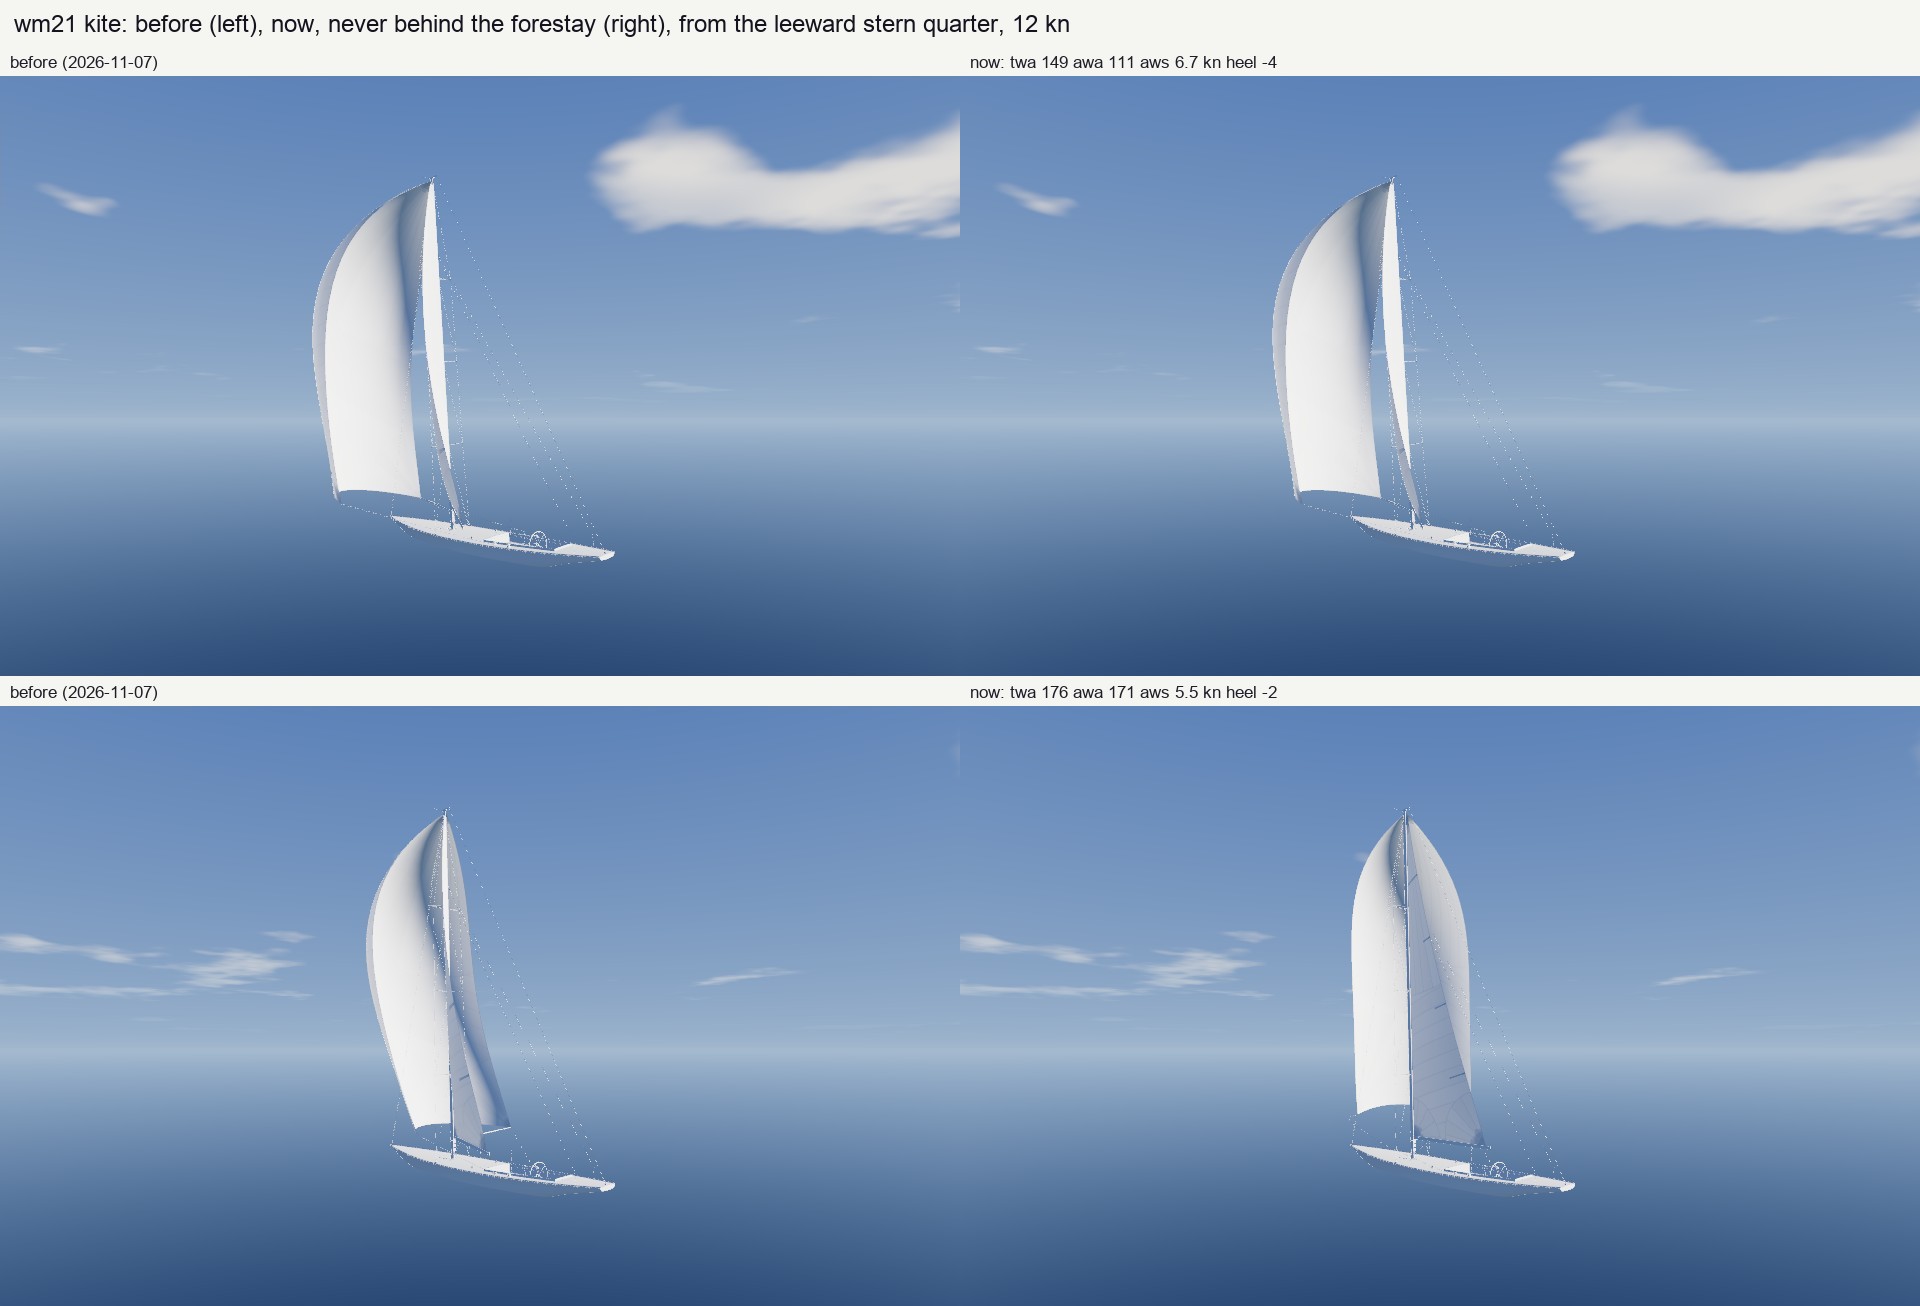 wm21 kite: before (left), now, never behind the forestay (right), from the leeward stern quarter, 12 kn
before (2026-11-07)
now: twa 149 awa 111 aws 6.7 kn heel -4
before (2026-11-07)
now: twa 176 awa 171 aws 5.5 kn heel -2